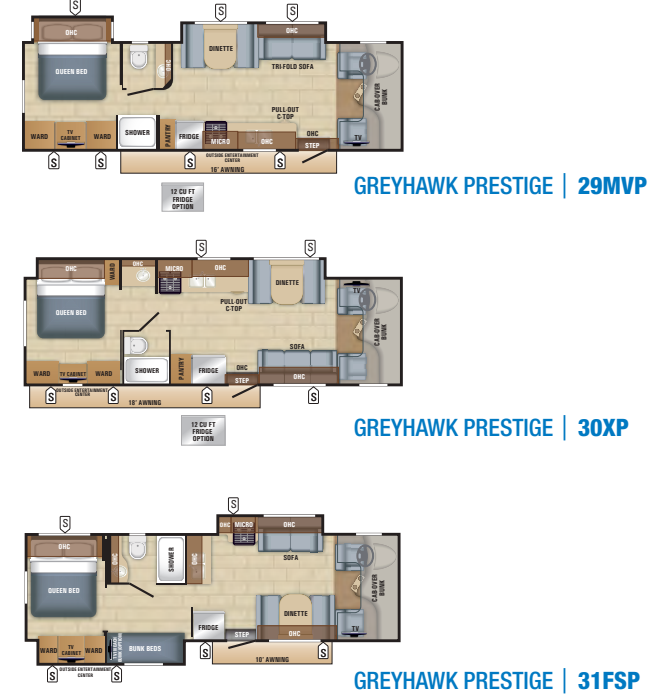 S
S
S
OHC
OHC
DINETTE
OHC
QUEEN BED
TRI-FOLD SOFA
CAB-OVER
BUNK
PULL-OUT
C-TOP
WARD
TV
CABINET
WARD
SHOWER
PANTRY
FRIDGE
MICRO
OHC
OHC
STEP
TV
S
S
S
S
OUTSIDE ENTERTAINMENT
CENTER
16' AWNING
12 CU FT
FRIDGE
OPTION
GREYHAWK PRESTIGE | 29MVP
S
S
OHC
WARD
OHC
MICRO
OHC
DINETTE
TV
QUEEN BED
PULL-OUT
C-TOP
CAB-OVER
BUNK
SOFA
WARD
TV CABINET
WARD
SHOWER
PANTRY
FRIDGE
OHC
STEP
OHC
OUTSIDE ENTERTAINMENT
CENTER
S
S
S
18' AWNING
12 CU FT
FRIDGE
OPTION
GREYHAWK PRESTIGE | 30XP
S
S
OHC
MICRO
OHC
OHC
OHC
SHOWER
OHC
SOFA
QUEEN BED
CAB-OVER
BUNK
DINETTE
FRIDGE
STEP
OHC
TV
WARD
TV
CABINET
WARD
BUNK BEDS
S
S
10' AWNING
OUTSIDE ENTERTAINMENT
CENTER
S
S
GREYHAWK PRESTIGE | 31FSP